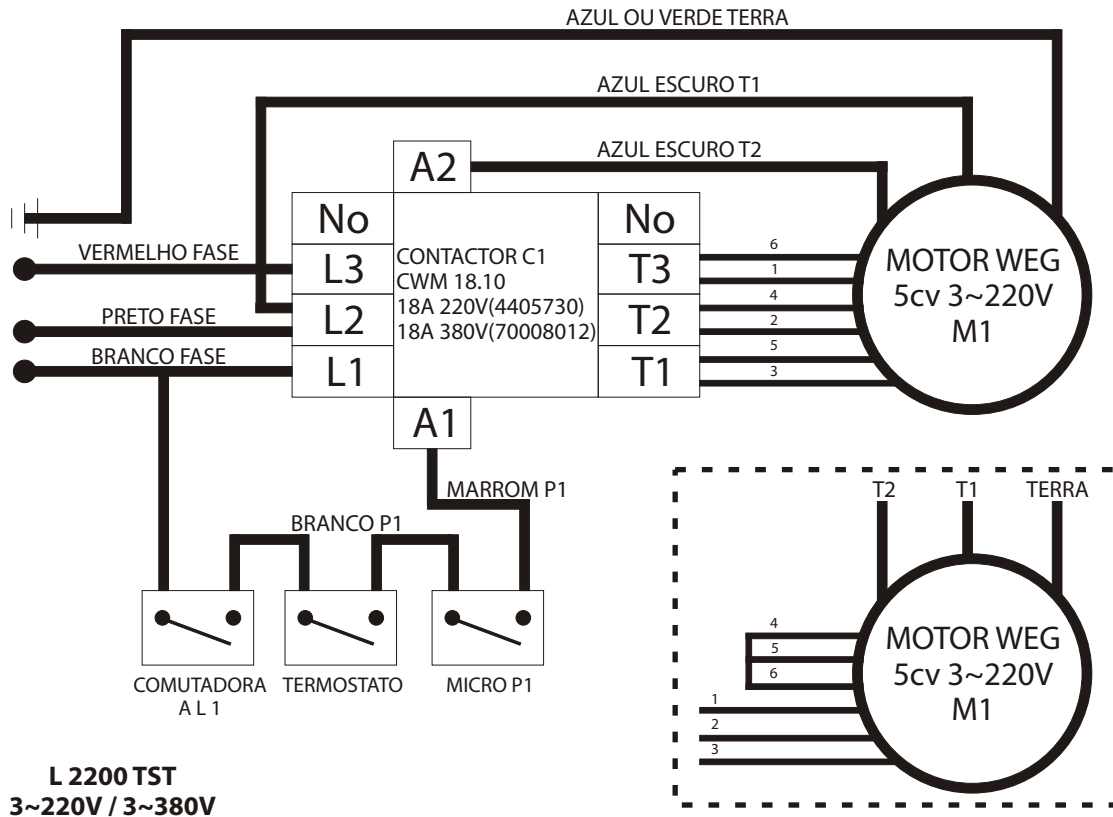 AZUL OU VERDE TERRA
AZUL ESCURO T1
AZUL ESCURO T2
A2
No
No
VERMELHO FASE
L3
CONTACTOR C1
CWM 18.10
18A 220V(4405730)
18A 380V(70008012)
T3
6
1
MOTOR WEG
5cv 3~220V
M1
PRETO FASE
L2
T2
4
2
BRANCO FASE
L1
T1
5
3
A1
MARROM P1
BRANCO P1
COMUTADORA
A L 1
TERMOSTATO
MICRO P1
T2
T1
TERRA
4
5
6
1
2
3
MOTOR WEG
5cv 3~220V
M1
L 2200 TST
3~220V / 3~380V